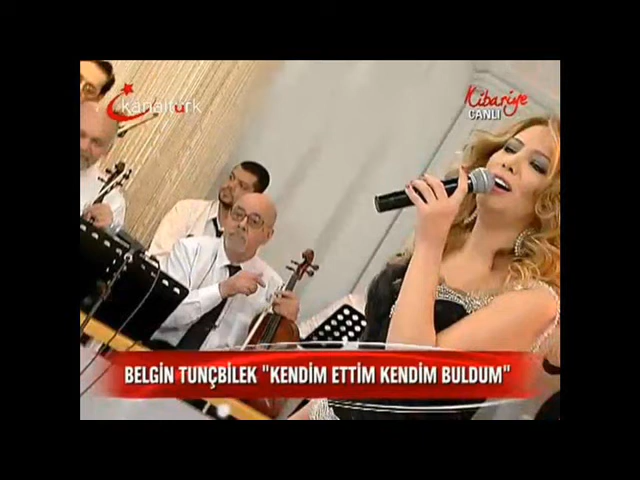 kanaltürk
Kibariye
CANLI
BELGİN TUNÇBİLEK "KENDİM ETTİM KENDİM BULDUM"